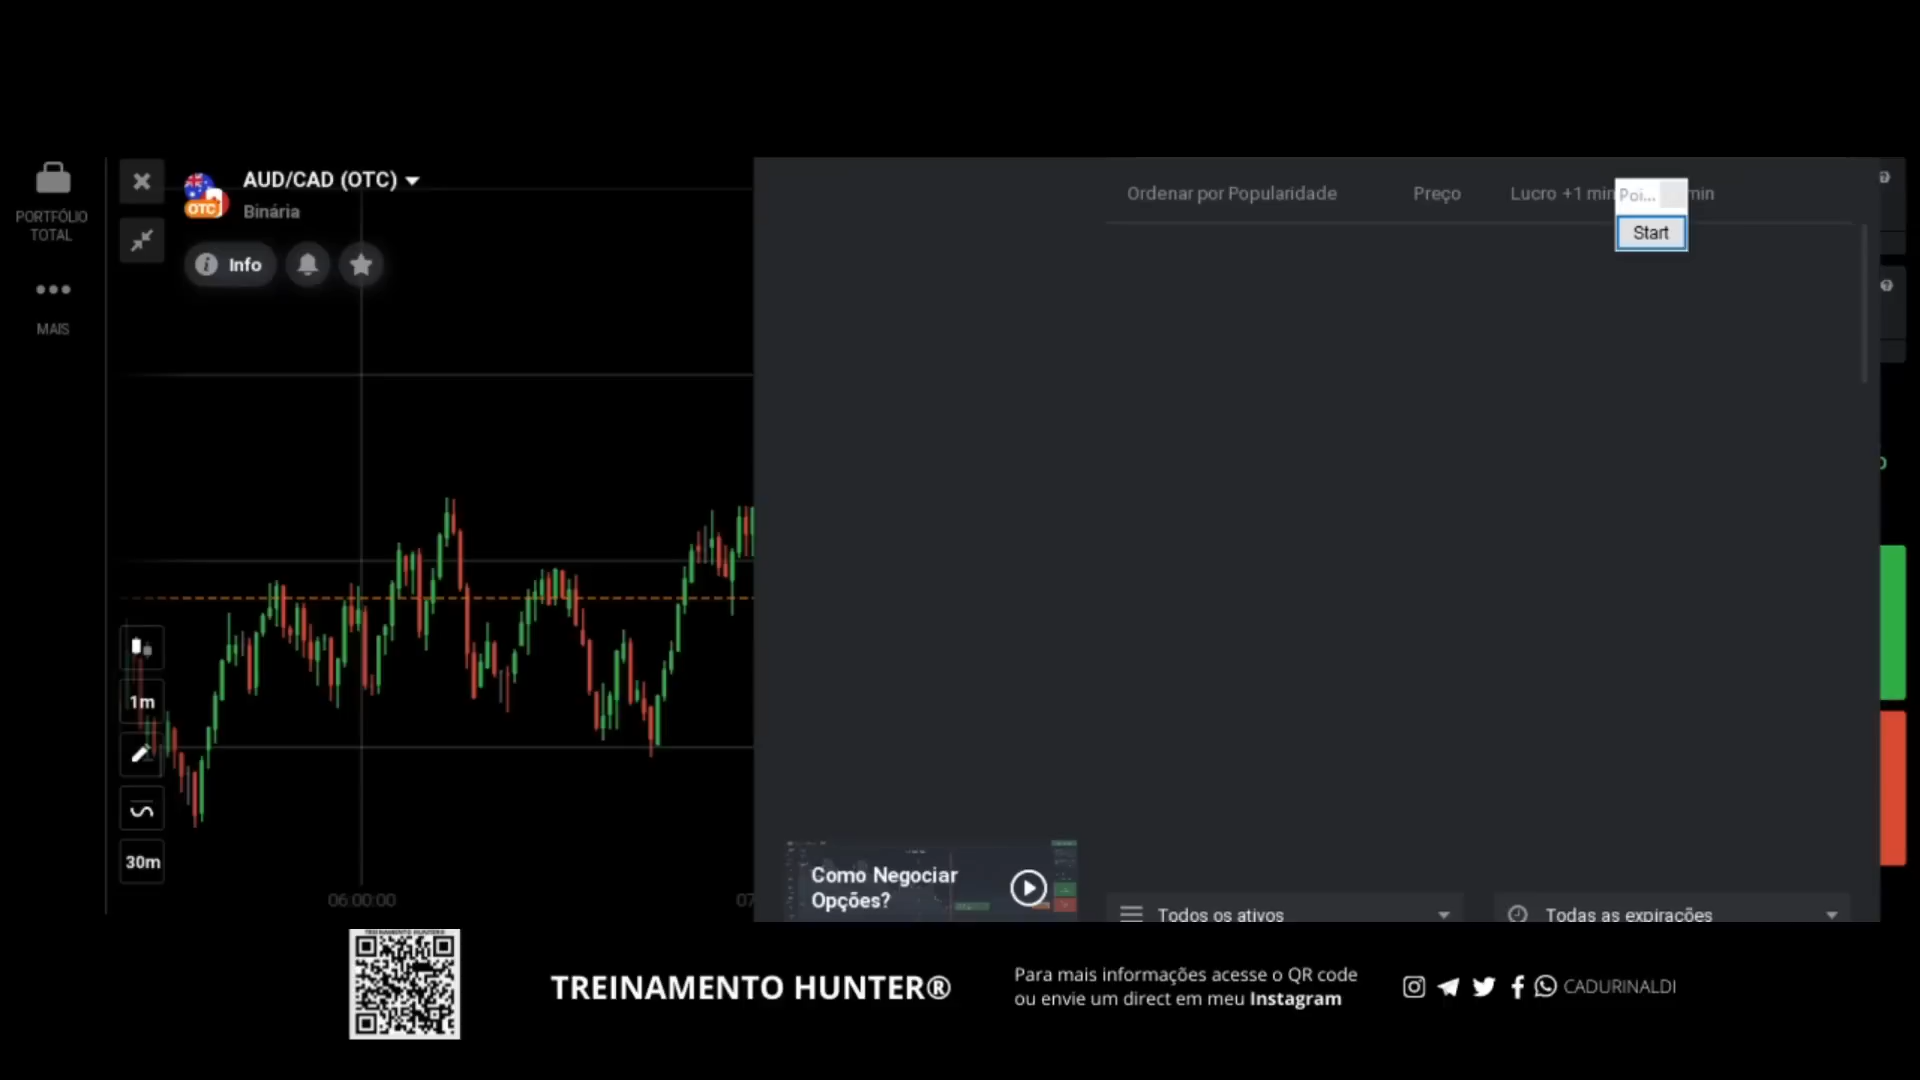 PORTFÓLIO
TOTAL
MAIS
AUD/CAD (OTC)
OTC
Binária
Info
Ordenar por Popularidade
Preço
Lucro +1 min
Poi...
min
Start
1m
30m
06:00:00
07
Como Negociar
Opções?
Todos os ativos
Todas as expirações
TREINAMENTO HUNTER®
Para mais informações acesse o QR code
ou envie um direct em meu Instagram
CADURINALDI